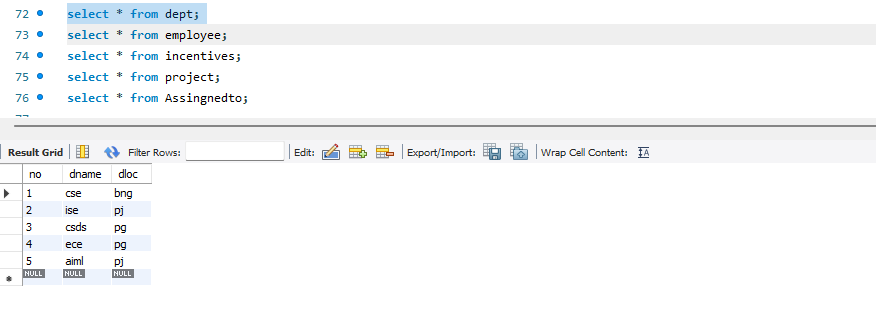 72 select * from dept;
73 select * from employee;
74 select * from incentives;
75 select * from project;
76 select * from Assingnedto;
Result Grid Filter Rows: Edit: Export/Import: Wrap Cell Content: IA
no dname dloc
1 cse bng
2 ise pj
3 csds pg
4 ece pg
5 aiml pj
NULL NULL NULL